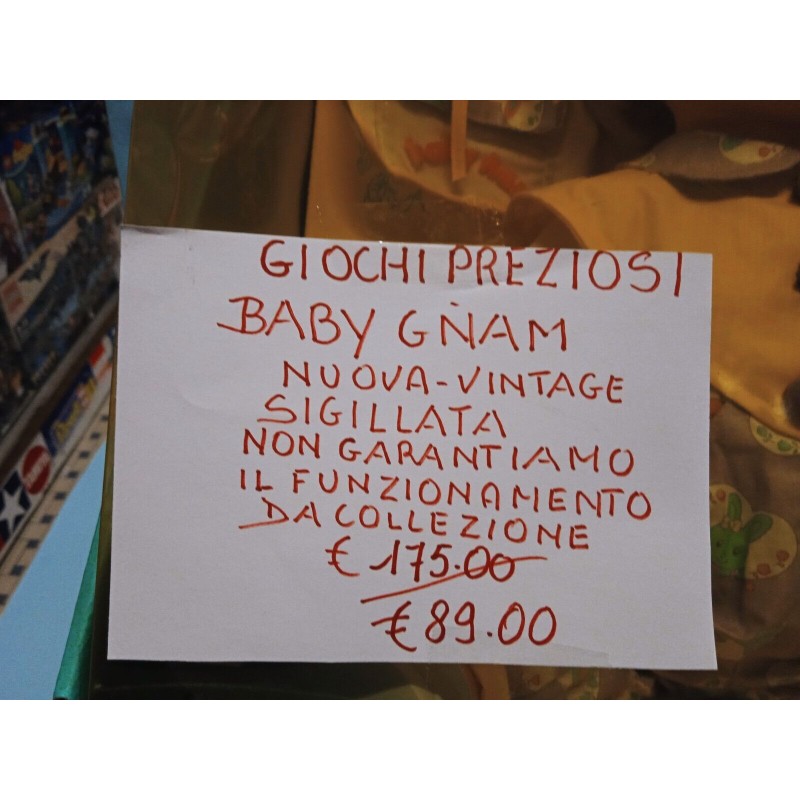 GIOCHI PREZIOSI
BABY GÑAM
NUOVA-VINTAGE
SIGILLATA
NON GARANTIAMO
IL FUNZIONAMENTO
DA COLLEZIONE
€ 175.00
€ 89.00